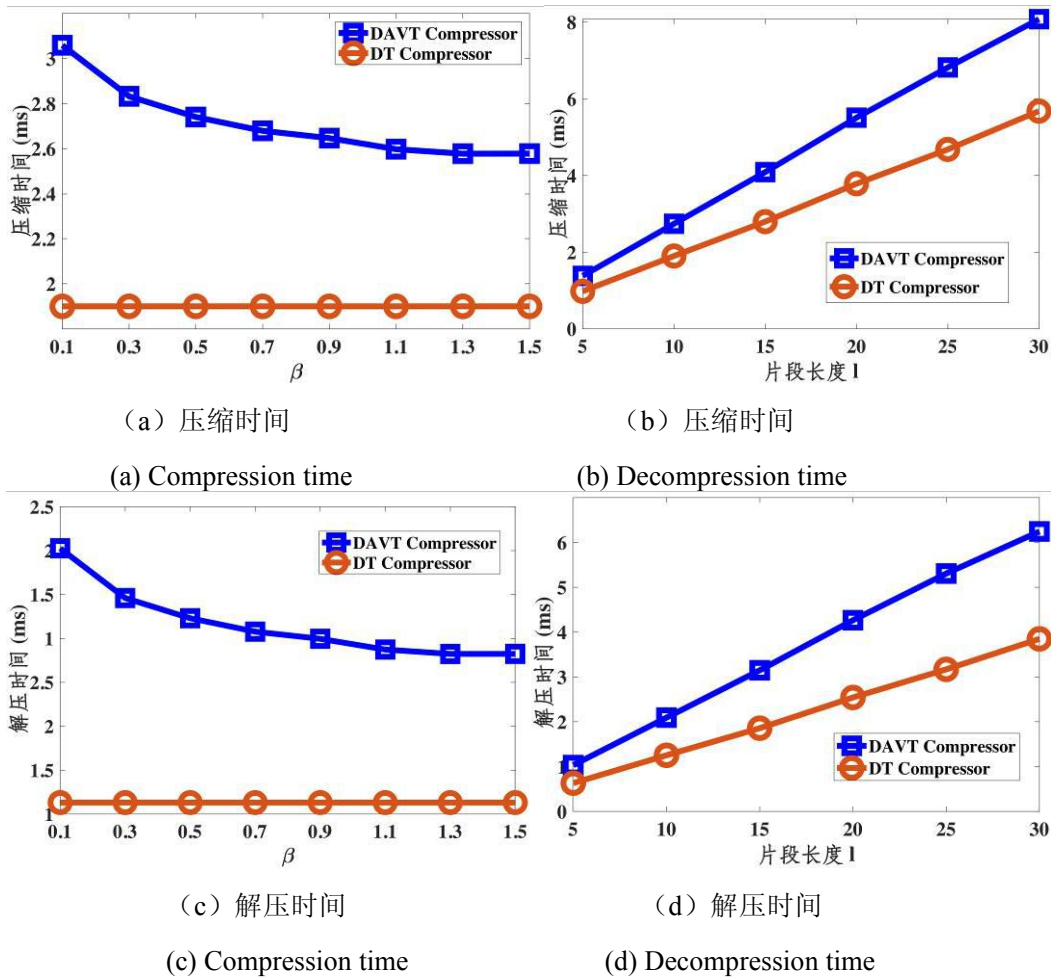 DAVT Compressor
DT Compressor
压缩时间 (ms)
3
2.8
2.6
2.4
2.2
2
0.1 0.3 0.5 0.7 0.9 1.1 1.3 1.5
β
8
6
4
2
0
压缩时间 (ms)
DAVT Compressor
DT Compressor
5 10 15 20 25 30
片段长度 l
（a）压缩时间
（b）压缩时间
(a) Compression time
(b) Decompression time
2.5
2
1.5
1
2.5
2
1.5
1
解压时间 (ms)
DAVT Compressor
DT Compressor
0.1 0.3 0.5 0.7 0.9 1.1 1.3 1.5
β
6
5
4
3
2
1
0
解压时间 (ms)
DAVT Compressor
DT Compressor
5 10 15 20 25 30
片段长度 l
（c）解压时间
（d）解压时间
(c) Compression time
(d) Decompression time